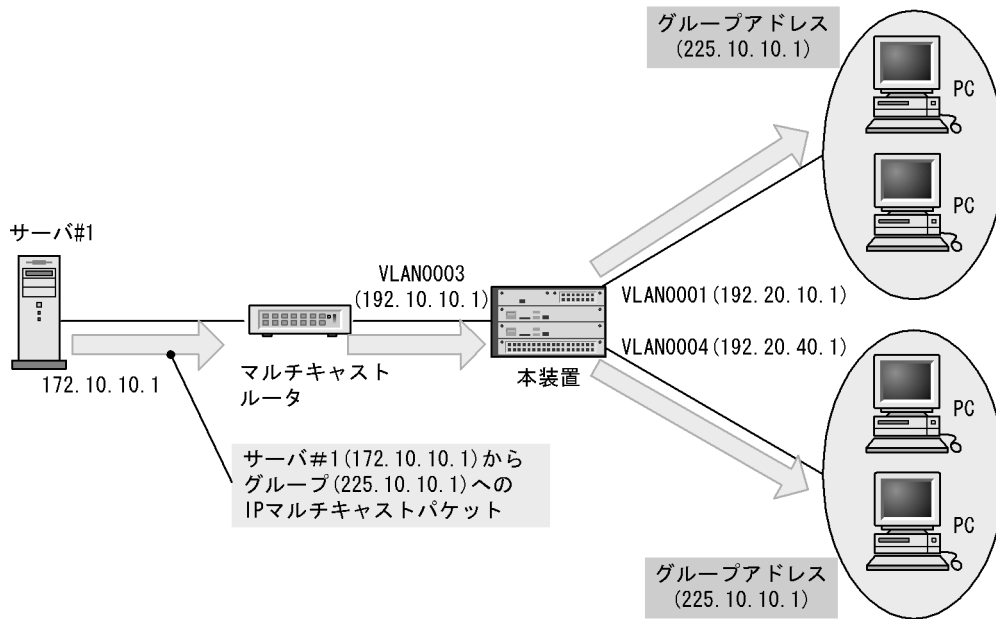 グループアドレス
(225.10.10.1)
PC
PC
サーバ#1
VLAN0003
(192.10.10.1)
VLAN0001(192.20.10.1)
VLAN0004(192.20.40.1)
172.10.10.1
マルチキャスト
ルータ
本装置
PC
サーバ#1(172.10.10.1)から
グループ(225.10.10.1)への
IPマルチキャストパケット
PC
グループアドレス
(225.10.10.1)